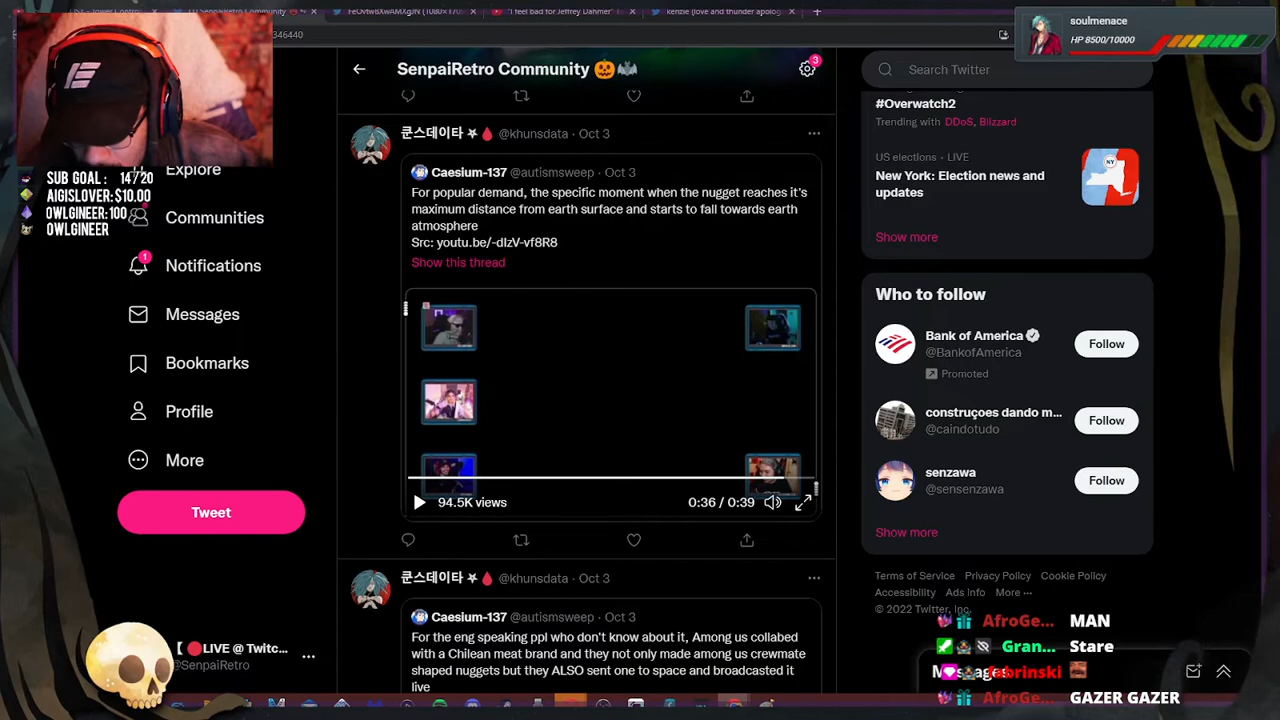 soulmenace
HP 8500/10000
346440
SenpaiRetro Community 🎃🦇
3
Search Twitter
#Overwatch2
Trending with DDoS, Blizzard
US elections · LIVE
New York: Election news and
updates
Show more
SUB GOAL : 14/20
AIGISLOVER: $10.00
OWLGINEER: 100
OWLGINEER
Explore
Communities
1
Notifications
Messages
Bookmarks
Profile
More
Tweet
쿤스데이타 @khunsdata · Oct 3
Caesium-137 @autismsweep · Oct 3
For popular demand, the specific moment when the nugget reaches it's
maximum distance from earth surface and starts to fall towards earth
atmosphere
Src: youtu.be/-dIzV-vf8R8
Show this thread
94.5K views
0:36 / 0:39
쿤스데이타 @khunsdata · Oct 3
Caesium-137 @autismsweep · Oct 3
For the eng speaking ppl who don't know about it, Among us collabed
with a Chilean meat brand and they not only made among us crewmate
shaped nuggets but they ALSO sent one to space and broadcasted it
live
Who to follow
Bank of America
@BankofAmerica
Promoted
Follow
construçoes dando m...
@caindotudo
Follow
senzawa
@sensenzawa
Follow
Show more
Terms of Service Privacy Policy Cookie Policy
Accessibility Ads info More ···
© 2022 Twitter, Inc.
【🔴LIVE @ Twitc...
@SenpaiRetro
AfroGe... MAN
Gran... Stare
AfroGe... GAZER GAZER